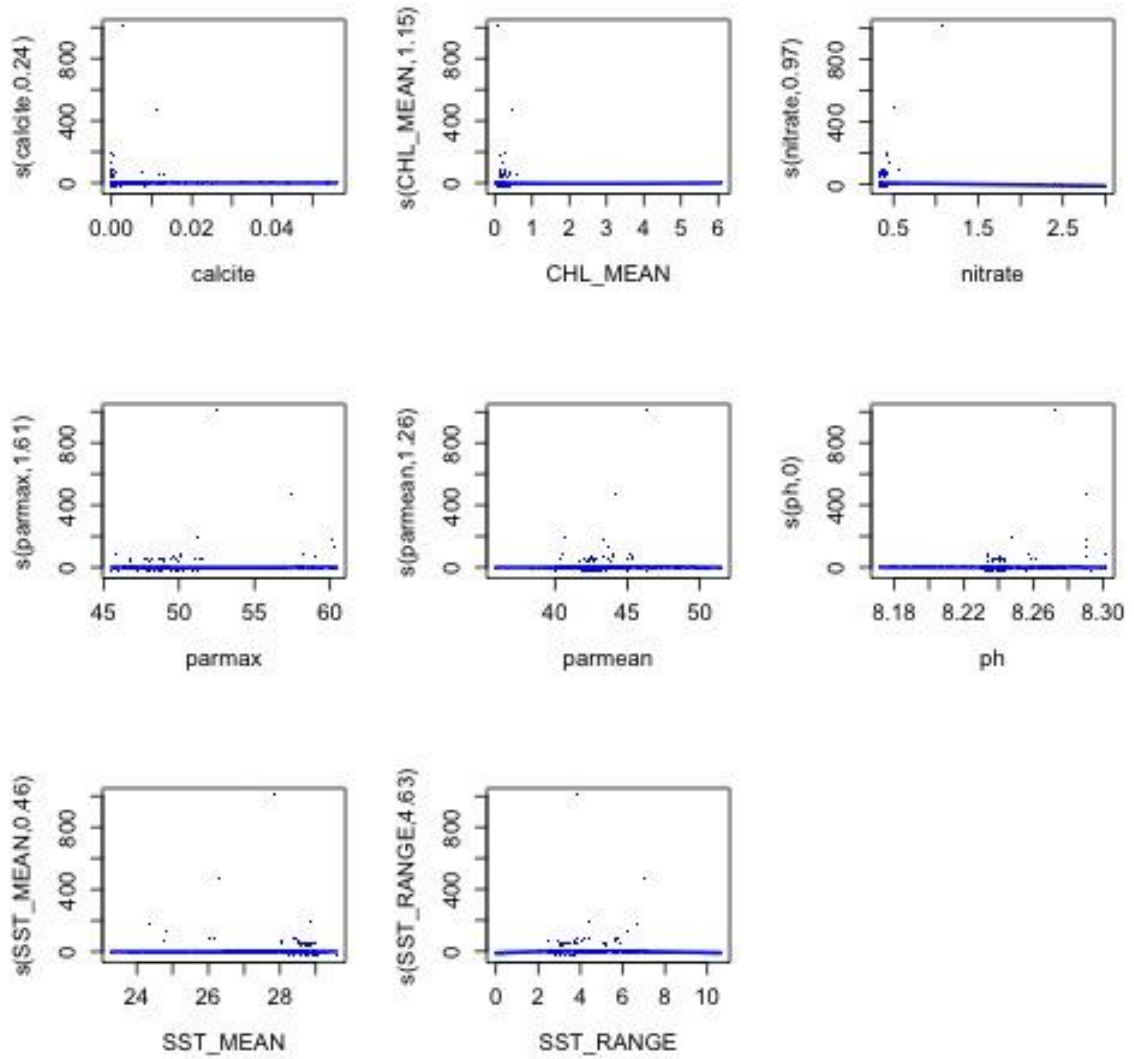 s(calcite,0.24)
800
400
0
0.00 0.02 0.04
calcite
s(CHL_MEAN,1.15)
800
400
0
0 1 2 3 4 5 6
CHL_MEAN
s(nitrate,0.97)
800
400
0
0.5 1.5 2.5
nitrate
s(parmax,1.61)
800
400
0
45 50 55 60
parmax
s(parmean,1.26)
800
400
0
40 45 50
parmean
s(ph,0)
800
400
0
8.18 8.22 8.26 8.30
ph
s(SST_MEAN,0.46)
800
400
0
24 26 28
SST_MEAN
s(SST_RANGE,4.63)
800
400
0
0 2 4 6 8 10
SST_RANGE